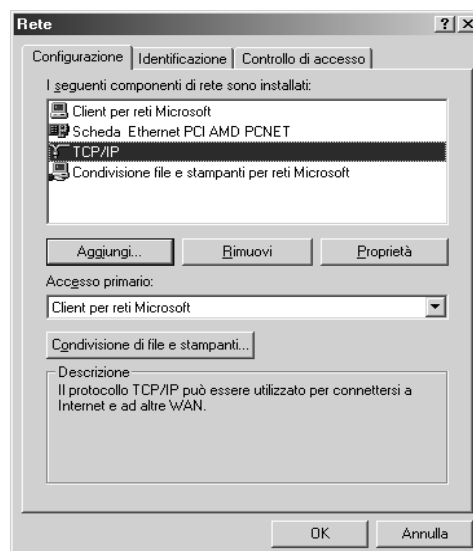 Rete
Configurazione Identificazione Controllo di accesso
I seguenti componenti di rete sono installati:
Client per reti Microsoft
Scheda Ethernet PCI AMD PCNET
TCP/IP
Condivisione file e stampanti per reti Microsoft
Aggiungi... Rimuovi Proprietà
Accesso primario:
Client per reti Microsoft
Condivisione di file e stampanti...
Descrizione
Il protocollo TCP/IP può essere utilizzato per connettersi a
Internet e ad altre WAN.
OK Annulla